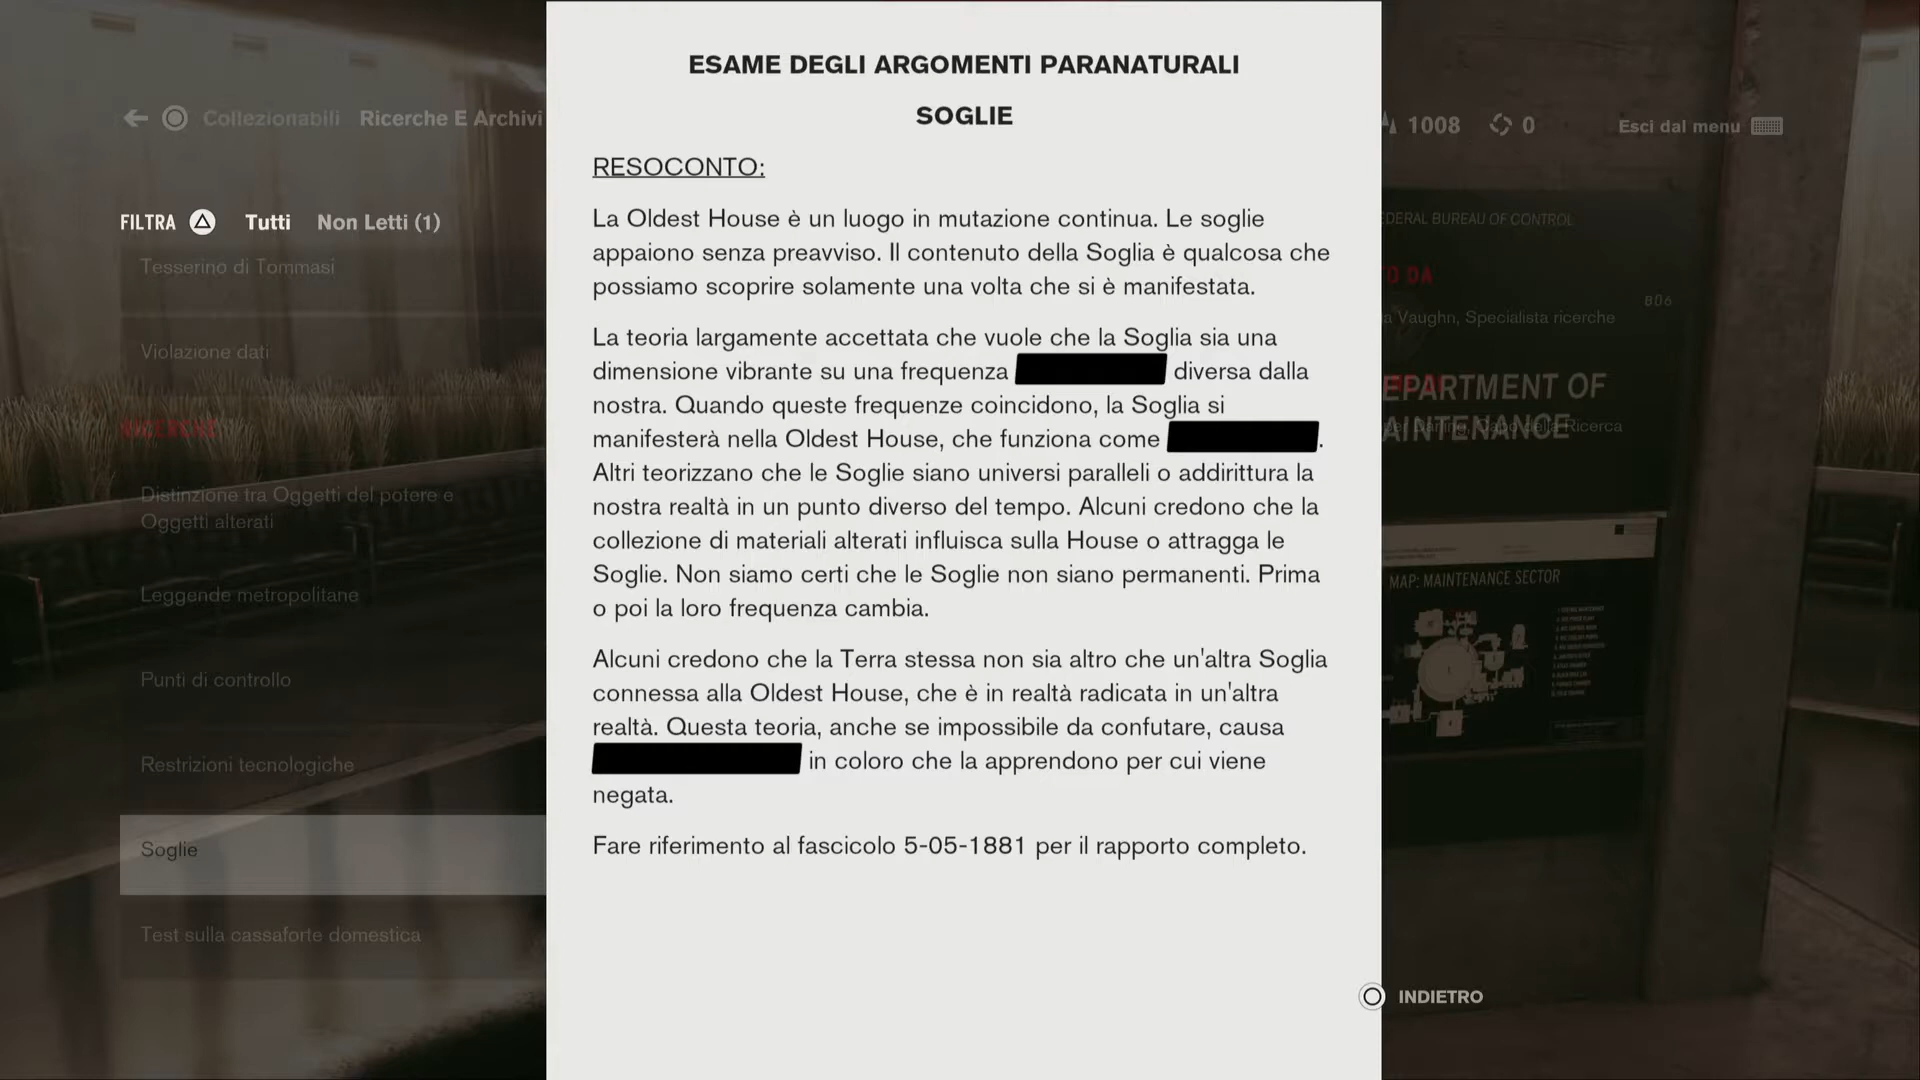 ESAME DEGLI ARGOMENTI PARANATURALI
SOGLIE
RESOCONTO:
La Oldest House è un luogo in mutazione continua. Le soglie
appaiono senza preavviso. Il contenuto della Soglia è qualcosa che
possiamo scoprire solamente una volta che si è manifestata.
La teoria largamente accettata che vuole che la Soglia sia una
dimensione vibrante su una frequenza diversa dalla
nostra. Quando queste frequenze coincidono, la Soglia si
manifesterà nella Oldest House, che funziona come .
Altri teorizzano che le Soglie siano universi paralleli o addirittura la
nostra realtà in un punto diverso del tempo. Alcuni credono che la
collezione di materiali alterati influisca sulla House o attragga le
Soglie. Non siamo certi che le Soglie non siano permanenti. Prima
o poi la loro frequenza cambia.
Alcuni credono che la Terra stessa non sia altro che un'altra Soglia
connessa alla Oldest House, che è in realtà radicata in un'altra
realtà. Questa teoria, anche se impossibile da confutare, causa
in coloro che la apprendono per cui viene
negata.
Fare riferimento al fascicolo 5-05-1881 per il rapporto completo.
Collezionabili Ricerche E Archivi
FILTRA Tutti Non Letti (1)
Tesserino di Tommasi
Violazione dati
RICERCHE
Distinzione tra Oggetti del potere e
Oggetti alterati
Leggende metropolitane
Punti di controllo
Restrizioni tecnologiche
Soglie
Test sulla cassaforte domestica
1008 0 Esci dal menu
FEDERAL BUREAU OF CONTROL
806
Vaughn, Specialista ricerche
DEPARTMENT OF
MAINTENANCE
Darling, Capo della Ricerca
MAP: MAINTENANCE SECTOR
INDIETRO